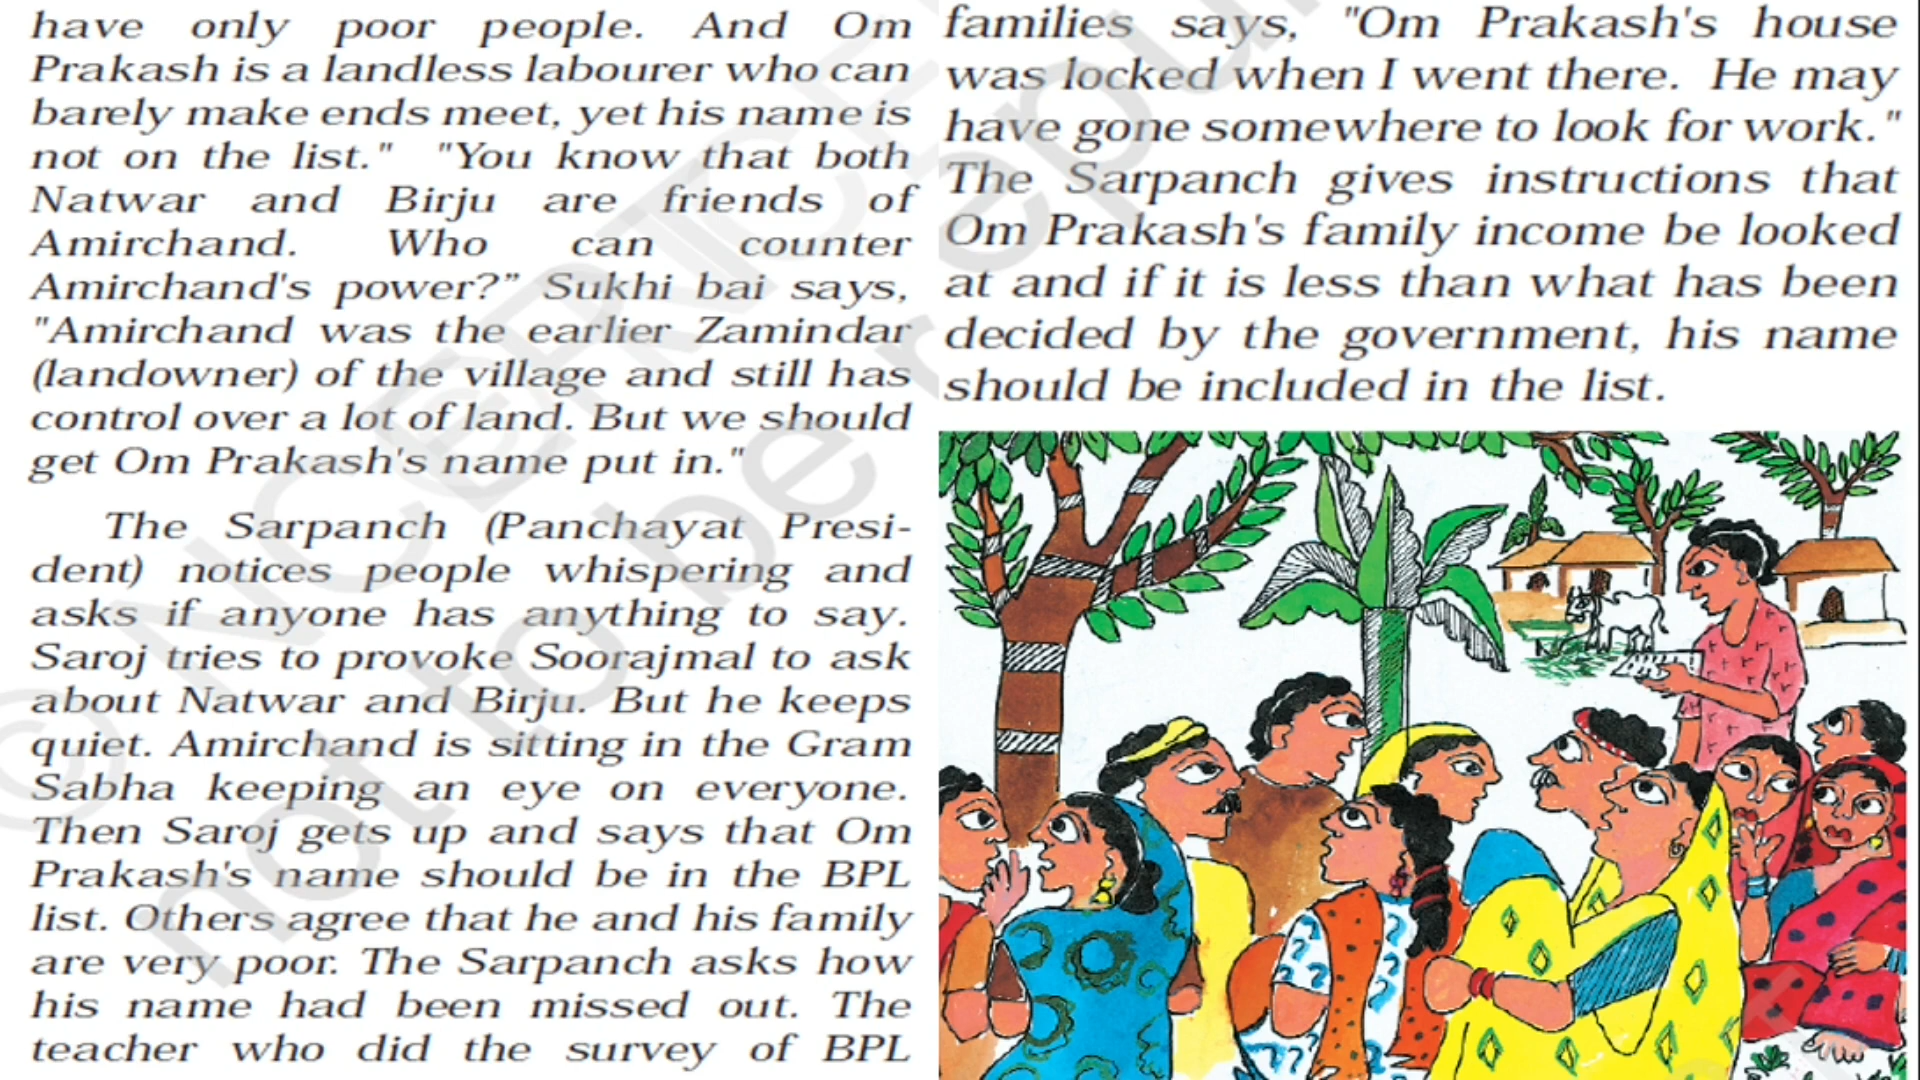 have only poor people. And Om
Prakash is a landless labourer who can
barely make ends meet, yet his name is
not on the list." "You know that both
Natwar and Birju are friends of
Amirchand. Who can counter
Amirchand's power?” Sukhi bai says,
"Amirchand was the earlier Zamindar
(landowner) of the village and still has
control over a lot of land. But we should
get Om Prakash's name put in."
The Sarpanch (Panchayat Presi-
dent) notices people whispering and
asks if anyone has anything to say.
Saroj tries to provoke Soorajmal to ask
about Natwar and Birju. But he keeps
quiet. Amirchand is sitting in the Gram
Sabha keeping an eye on everyone.
Then Saroj gets up and says that Om
Prakash's name should be in the BPL
list. Others agree that he and his family
are very poor. The Sarpanch asks how
his name had been missed out. The
teacher who did the survey of BPL
families says, "Om Prakash's house
was locked when I went there. He may
have gone somewhere to look for work."
The Sarpanch gives instructions that
Om Prakash's family income be looked
at and if it is less than what has been
decided by the government, his name
should be included in the list.